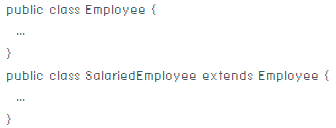 public class Employee {
...
}
public class SalariedEmployee extends Employee {
...
}